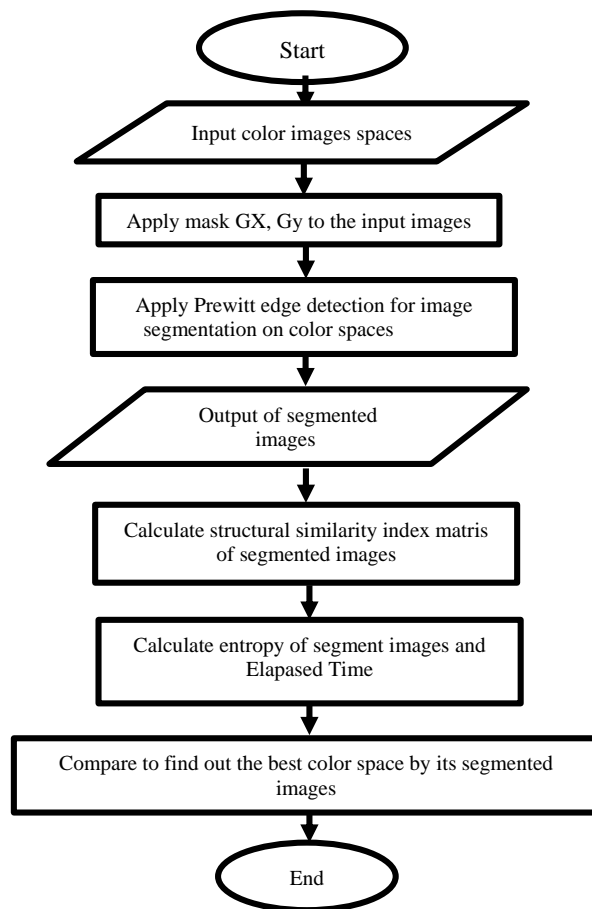 Start
Input color images spaces
Apply mask GX, Gy to the input images
Apply Prewitt edge detection for image
segmentation on color spaces
Output of segmented
images
Calculate structural similarity index matris
of segmented images
Calculate entropy of segment images and
Elapased Time
Compare to find out the best color space by its segmented
images
End